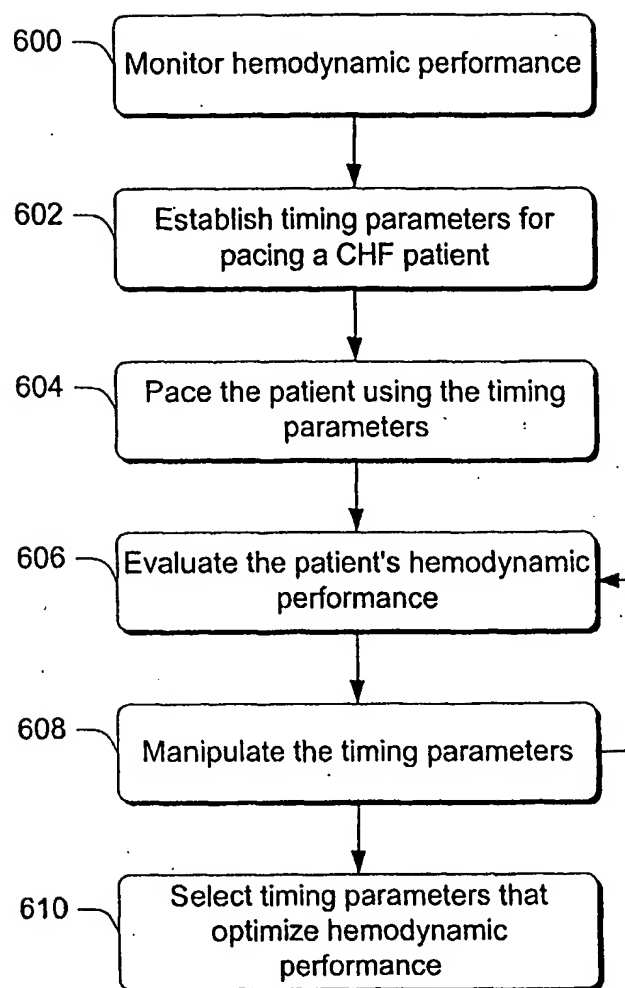 600
Monitor hemodynamic performance
602
Establish timing parameters for
pacing a CHF patient
604
Pace the patient using the timing
parameters
606
Evaluate the patient's hemodynamic
performance
608
Manipulate the timing parameters
610
Select timing parameters that
optimize hemodynamic
performance